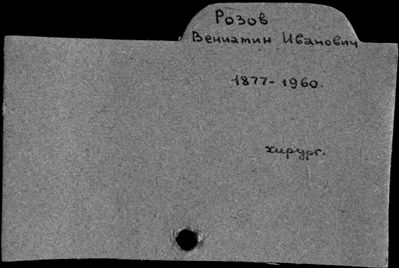 Розов
Вениамин Иванович
1877-1960.
хирург.